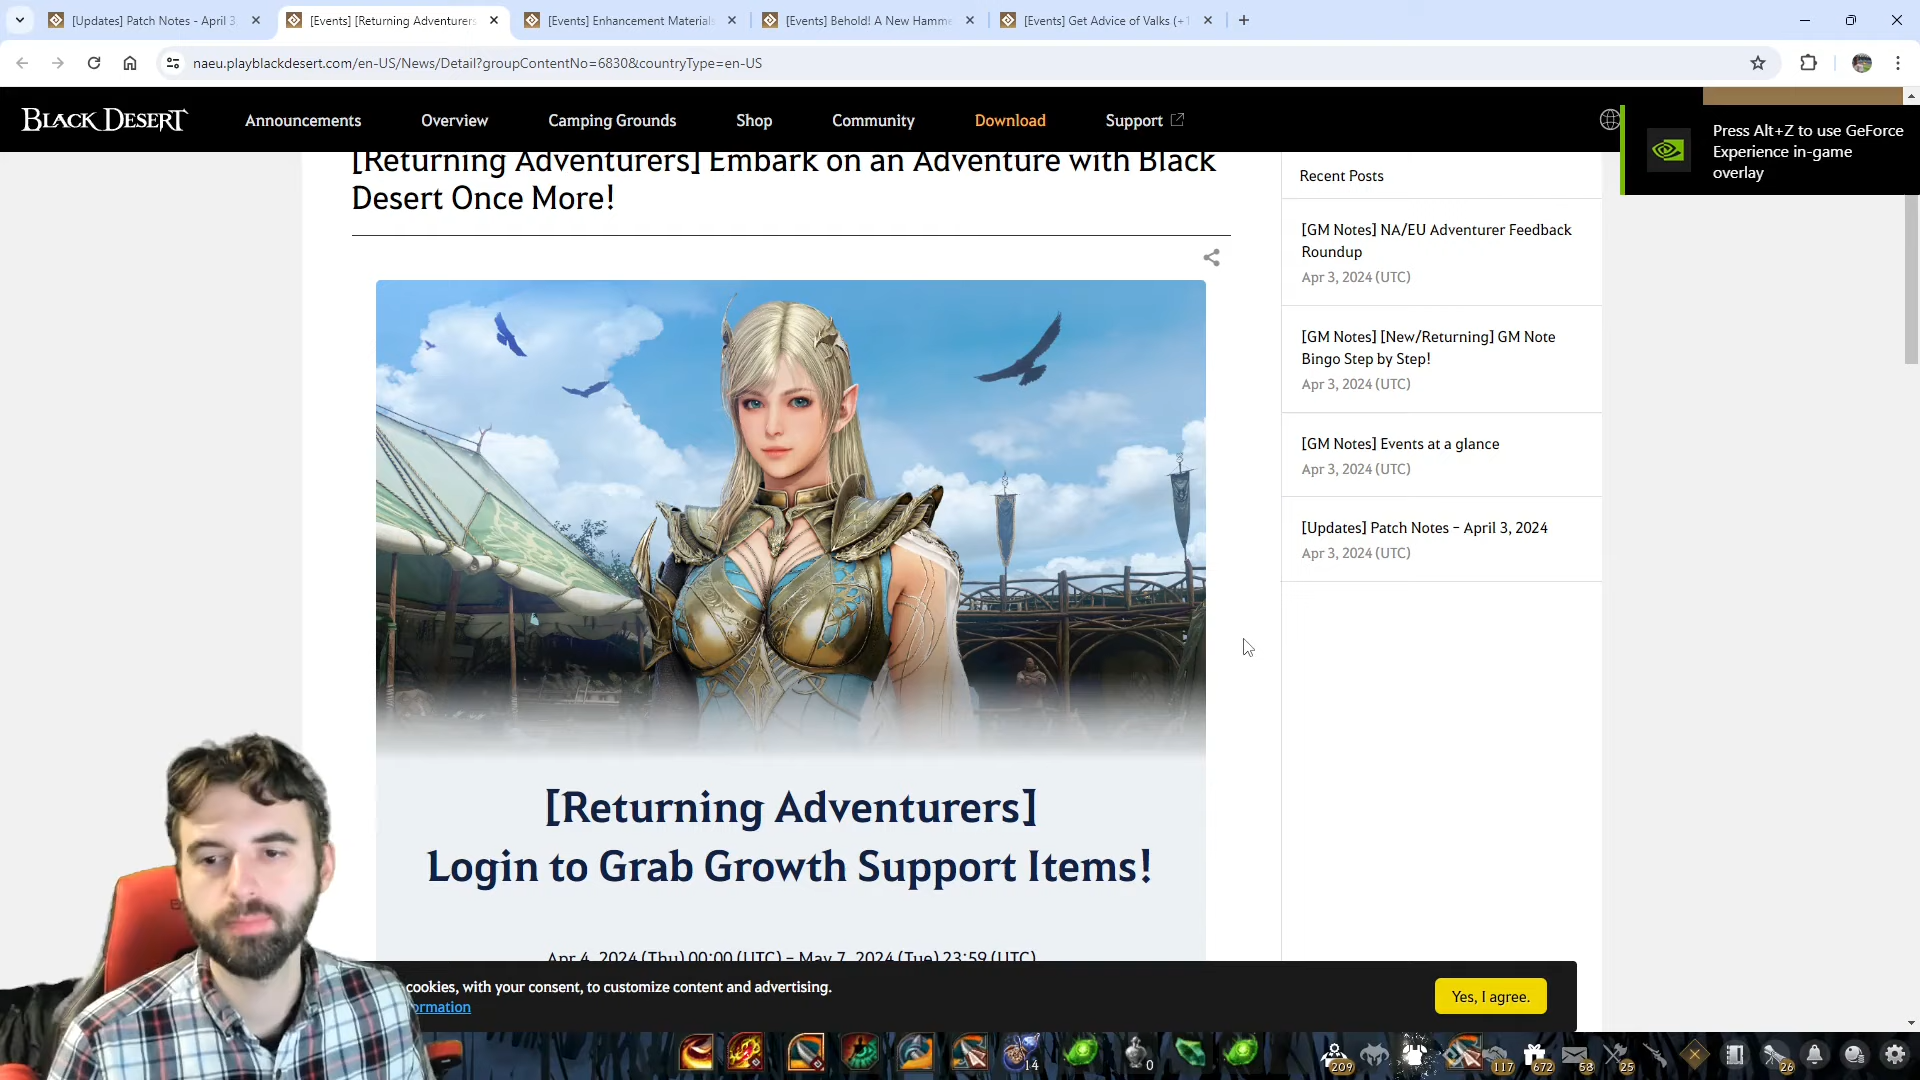 [Updates] Patch Notes - April 3
[Events] [Returning Adventurers
[Events] Enhancement Materials
[Events] Behold! A New Hamme
[Events] Get Advice of Valks (+1
naeu.playblackdesert.com/en-US/News/Detail?groupContentNo=6830&countryType=en-US
BLACK DESERT
Announcements
Overview
Camping Grounds
Shop
Community
Download
Support
Press Alt+Z to use GeForce
Experience in-game
overlay
[Returning Adventurers] Embark on an Adventure with Black
Desert Once More!
Recent Posts
[GM Notes] NA/EU Adventurer Feedback
Roundup
Apr 3, 2024 (UTC)
[GM Notes] [New/Returning] GM Note
Bingo Step by Step!
Apr 3, 2024 (UTC)
[GM Notes] Events at a glance
Apr 3, 2024 (UTC)
[Updates] Patch Notes - April 3, 2024
Apr 3, 2024 (UTC)
[Returning Adventurers]
Login to Grab Growth Support Items!
Apr 4, 2024 (Thu) 00:00 (UTC) - May 7, 2024 (Tue) 23:59 (UTC)
cookies, with your consent, to customize content and advertising.
ormation
Yes, I agree.
14
0
209
117
672
58
25
26